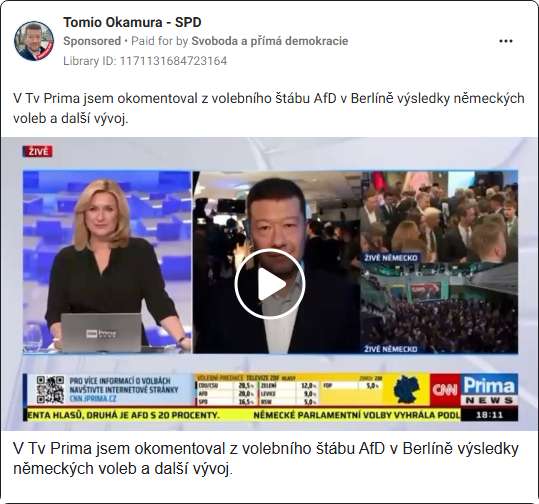 Tomio Okamura - SPD
Sponsored • Paid for by Svoboda a přímá demokracie
Library ID: 1171131684723164
V Tv Prima jsem okomentoval z volebního štábu AfD v Berlíně výsledky německých
voleb a další vývoj.
ŽIVĚ
ŽIVĚ NĚMECKO
ŽIVĚ NĚMECKO
CNN Prima
PRO VÍCE INFORMACÍ O VOLBÁCH
NAVŠTIVTE INTERNETOVÉ STRÁNKY
CNN.IPRIMA.CZ
VOLEBNÍ PREDIKCE TELEVIZE ZDF
CDU/CSU 28,5% ZELENÍ 12,0% FDP 5,0%
AFD 20,0% LEVICE 9,0%
SPD 16,5% BSW 5,0%
CNN Prima
NEWS
ENTA HLASŮ, DRUHÁ JE AFD S 20 PROCENTY. NĚMECKÉ PARLAMENTNÍ VOLBY VYHRÁLA PODL
18:11
V Tv Prima jsem okomentoval z volebního štábu AfD v Berlíně výsledky
německých voleb a další vývoj.